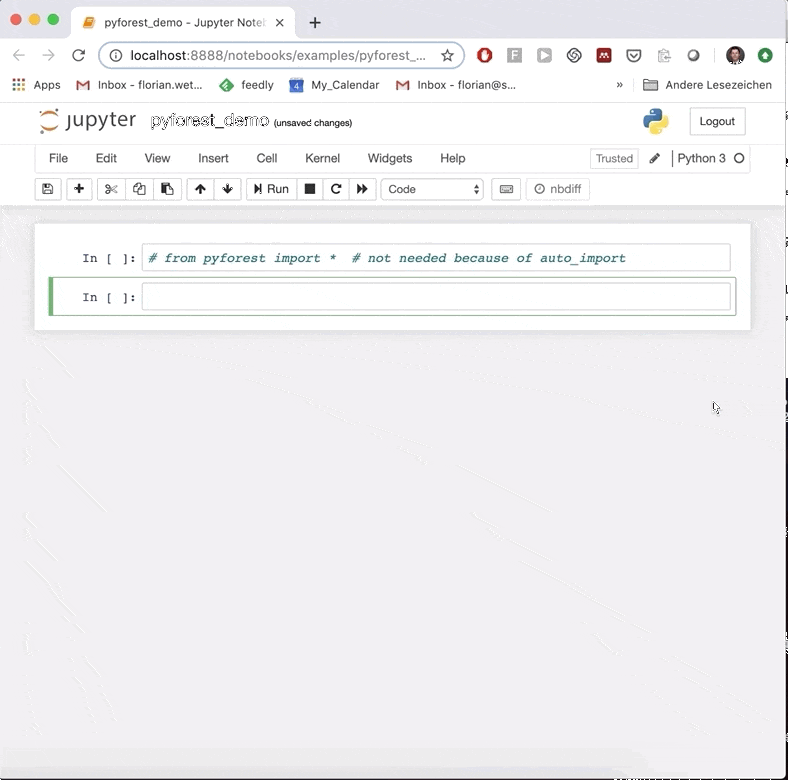 pyforest_demo - Jupyter Noteb
localhost:8888/notebooks/examples/pyforest_...
Apps Inbox - florian.wet... feedly 4 My_Calendar Inbox - florian@s... » Andere Lesezeichen
jupyter pyforest_demo (unsaved changes) Logout
File Edit View Insert Cell Kernel Widgets Help Trusted Python 3
Run Code nbdiff
In [ ]: # from pyforest import * # not needed because of auto_import
In [ ]: